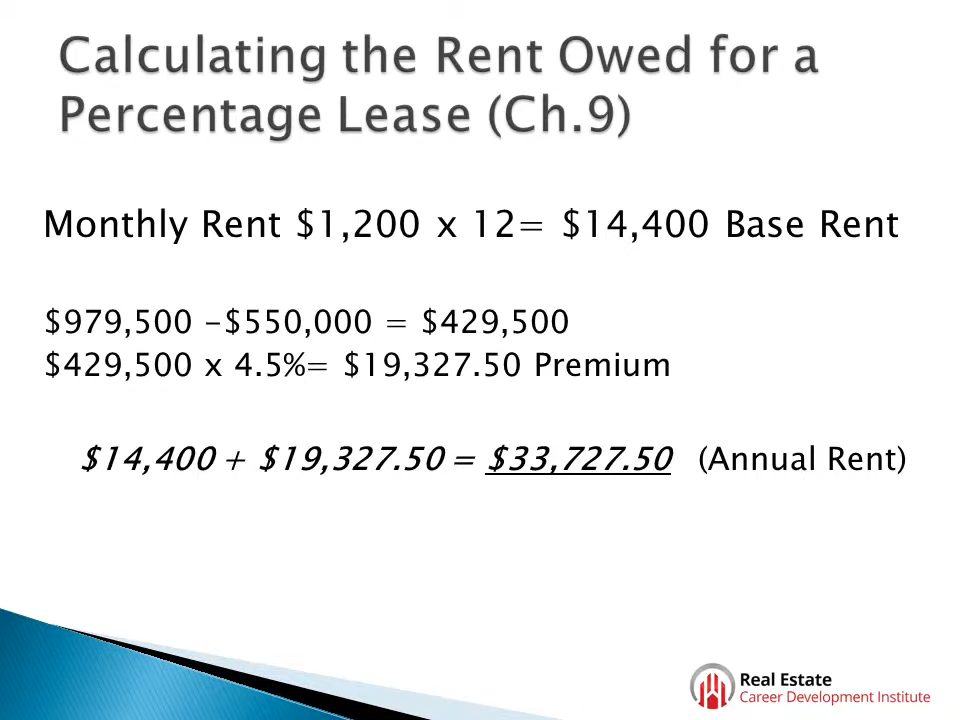 Calculating the Rent Owed for a
Percentage Lease (Ch.9)
Monthly Rent $1,200 x 12= $14,400 Base Rent
$979,500 -$550,000 = $429,500
$429,500 x 4.5%= $19,327.50 Premium
$14,400 + $19,327.50 = $33,727.50 (Annual Rent)
Real Estate
Career Development Institute